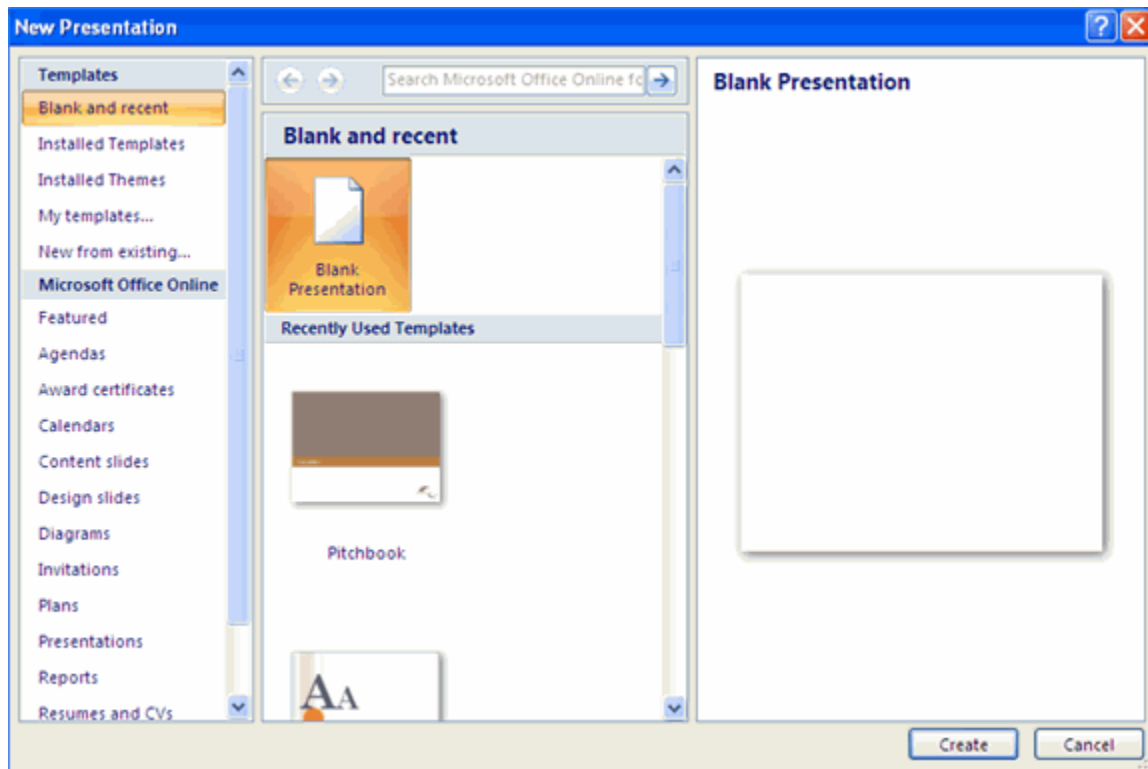 New Presentation
Templates
Blank and recent
Installed Templates
Installed Themes
My templates...
New from existing...
Microsoft Office Online
Featured
Agendas
Award certificates
Calendars
Content slides
Design slides
Diagrams
Invitations
Plans
Presentations
Reports
Resumes and CVs
Search Microsoft Office Online fo
Blank and recent
Blank
Presentation
Recently Used Templates
Pitchbook
AA
Blank Presentation
Create
Cancel